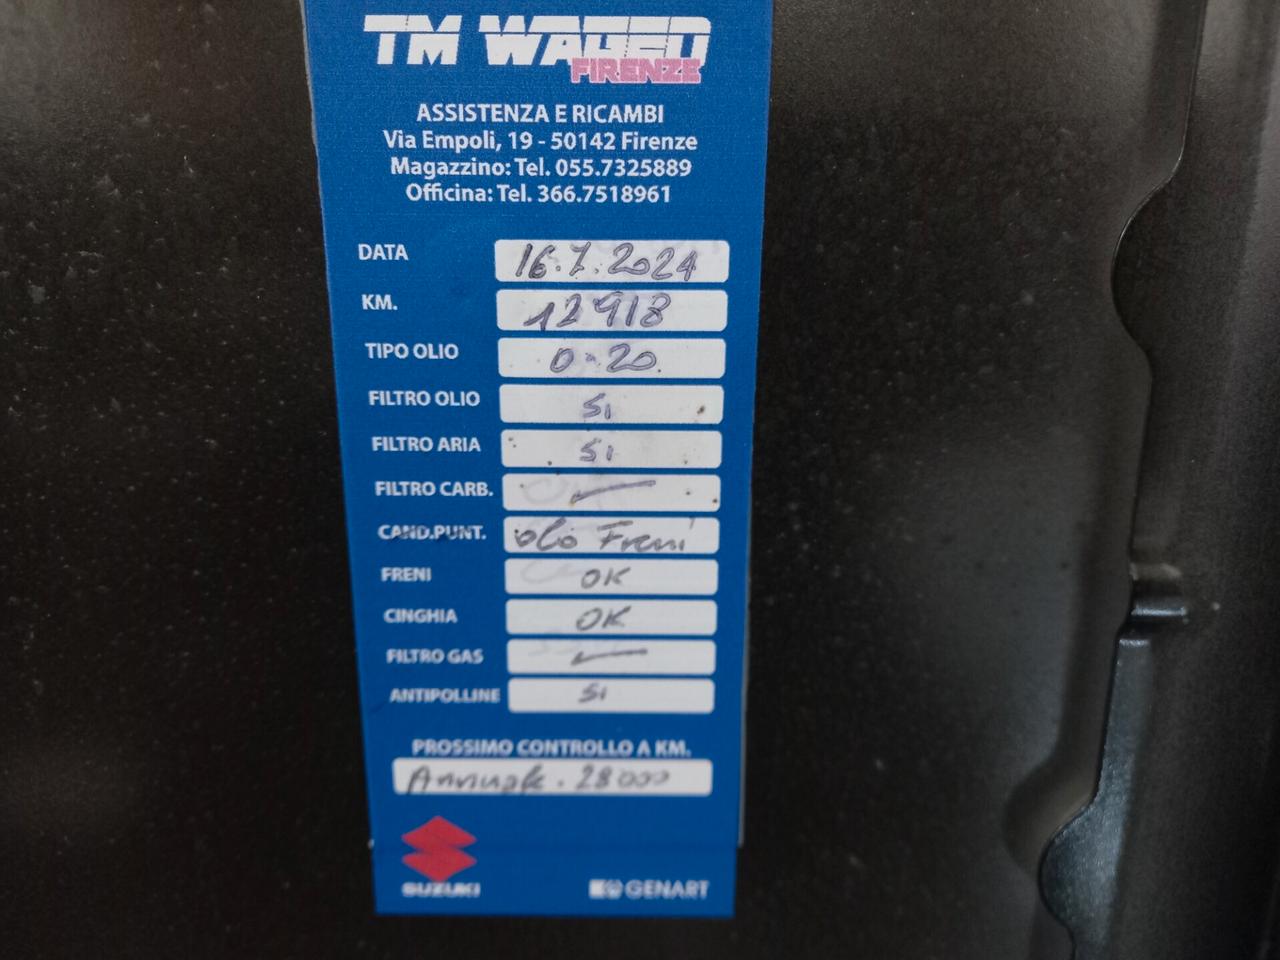 TM WAGEN
FIRENZE
ASSISTENZA E RICAMBI
Via Empoli, 19 - 50142 Firenze
Magazzino: Tel. 055.7325889
Officina: Tel. 366.7518961
DATA 16.7.2024
KM. 12918
TIPO OLIO 0-20.
FILTRO OLIO Si
FILTRO ARIA Si
FILTRO CARB.
CAND.PUNT. olio Freni
FRENI OK
CINGHIA OK
FILTRO GAS
ANTIPOLLINE Si
PROSSIMO CONTROLLO A KM.
Annuale. 28000
SUZUKI GENART